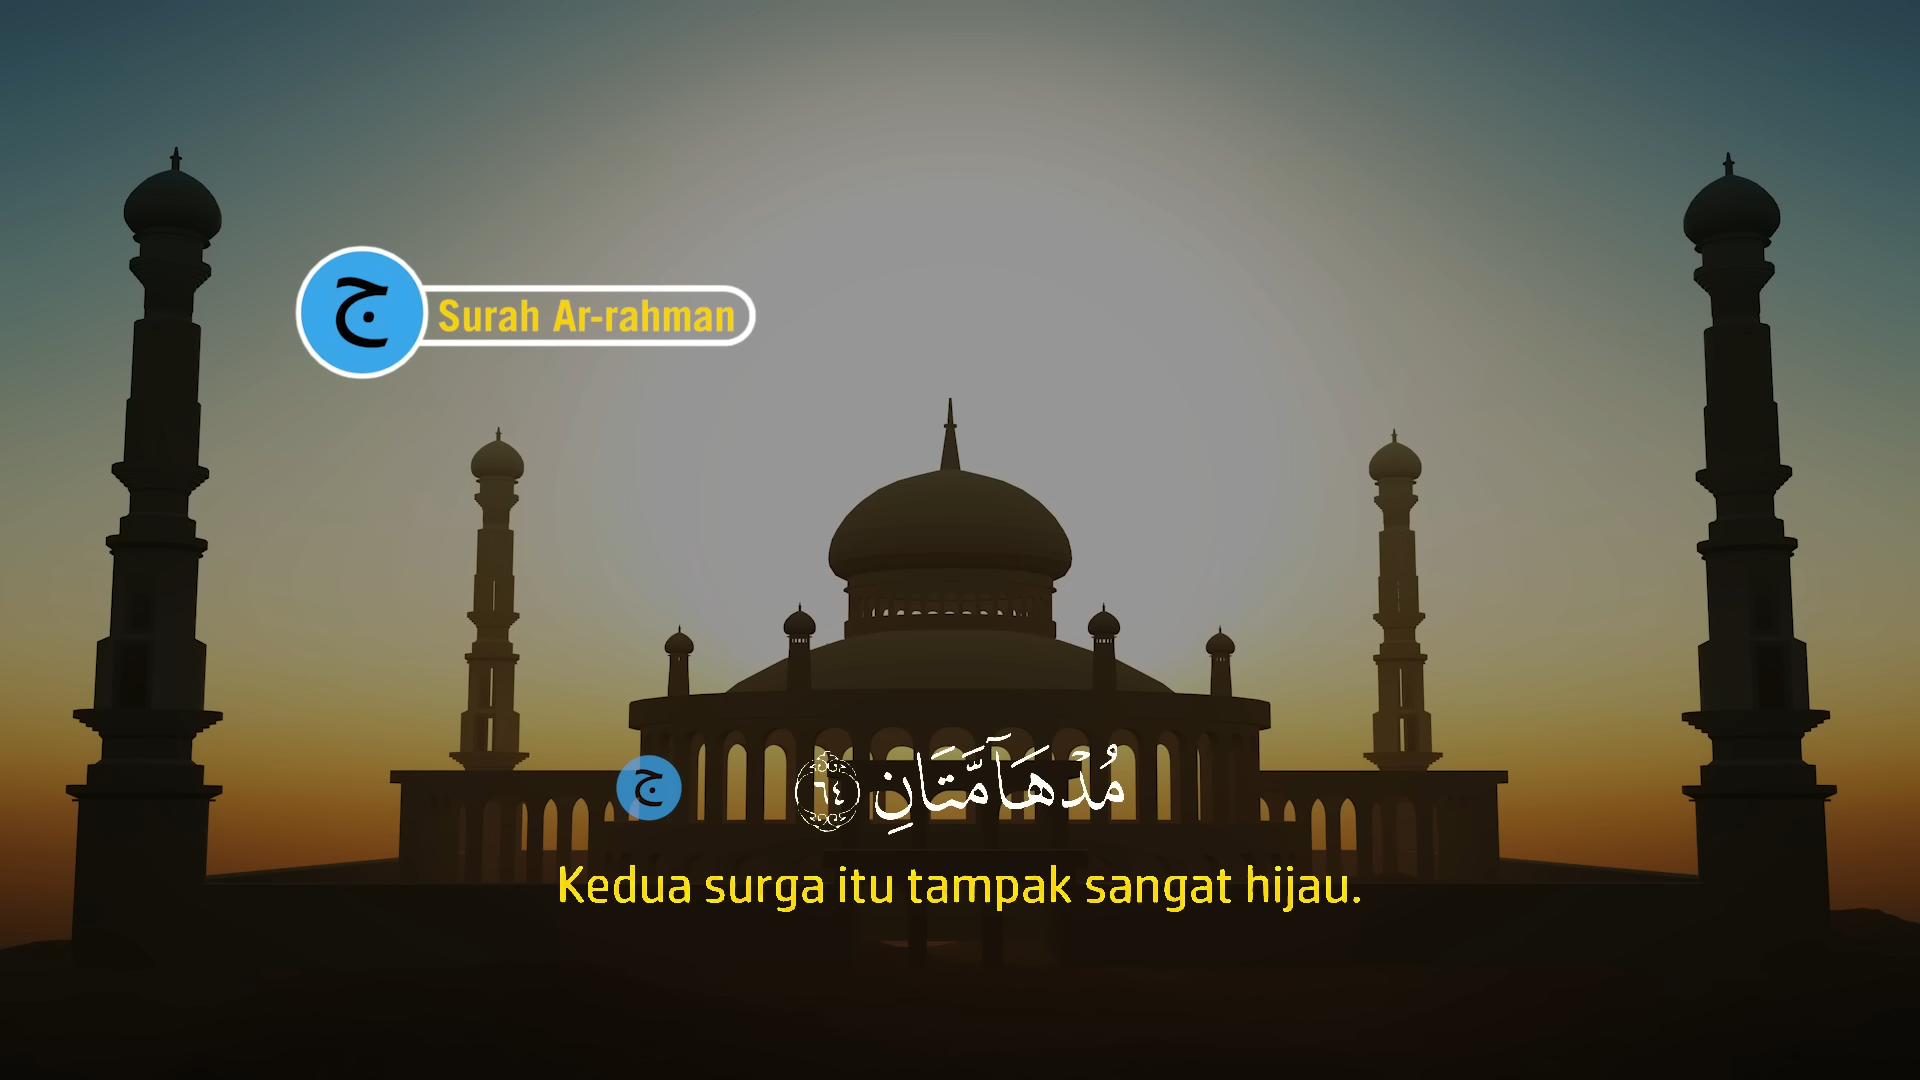 ج Surah Ar-rahman
ج مُدْهَآمَّتَانِ ٦٤
Kedua surga itu tampak sangat hijau.